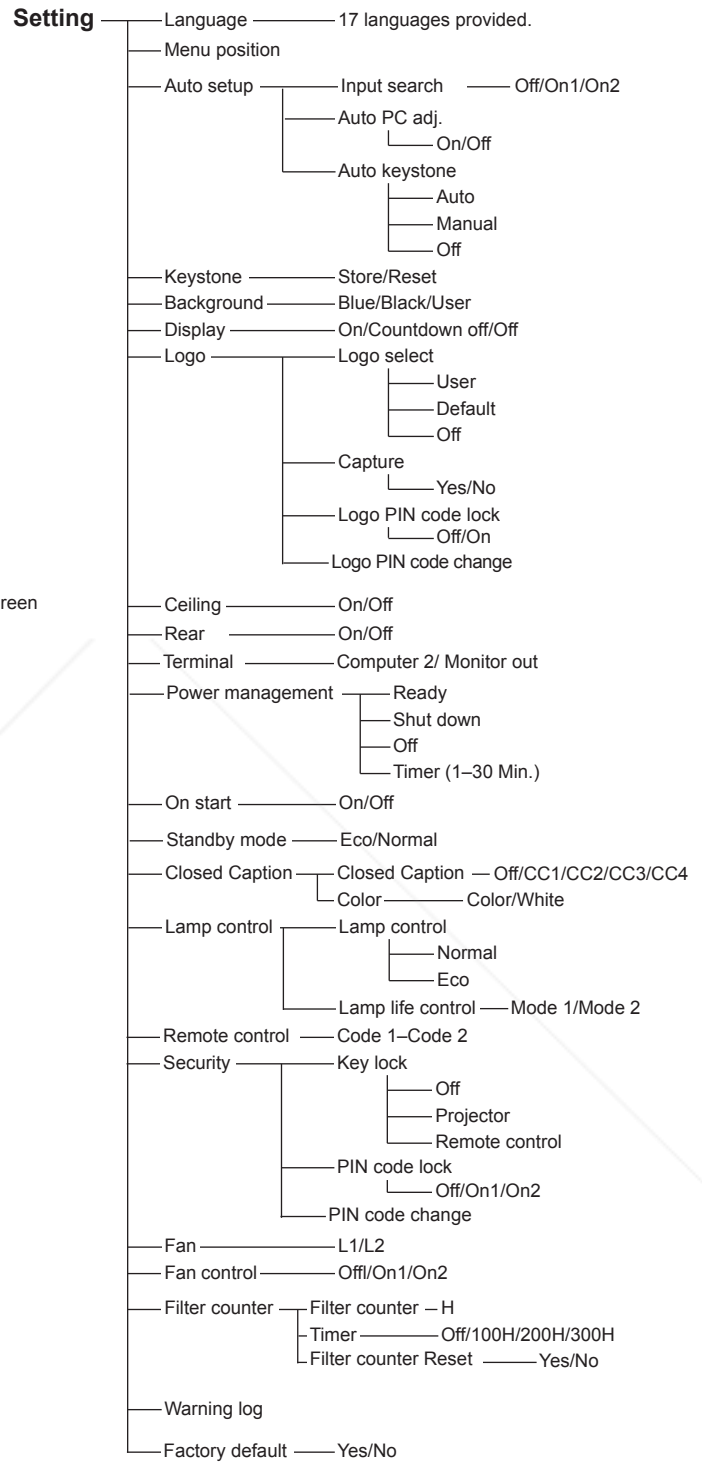 Setting
Language 17 languages provided.
Menu position
Auto setup Input search Off/On1/On2
Auto PC adj.
On/Off
Auto keystone
Auto
Manual
Off
Keystone Store/Reset
Background Blue/Black/User
Display On/Countdown off/Off
Logo Logo select
User
Default
Off
Capture
Yes/No
Logo PIN code lock
Off/On
Logo PIN code change
reen
Ceiling On/Off
Rear On/Off
Terminal Computer 2/ Monitor out
Power management Ready
Shut down
Off
Timer (1–30 Min.)
On start On/Off
Standby mode Eco/Normal
Closed Caption Closed Caption Off/CC1/CC2/CC3/CC4
Color Color/White
Lamp control Lamp control
Normal
Eco
Lamp life control Mode 1/Mode 2
Remote control Code 1–Code 2
Security Key lock
Off
Projector
Remote control
PIN code lock
Off/On1/On2
PIN code change
Fan L1/L2
Fan control Offl/On1/On2
Filter counter Filter counter H
Timer Off/100H/200H/300H
Filter counter Reset Yes/No
Warning log
Factory default Yes/No